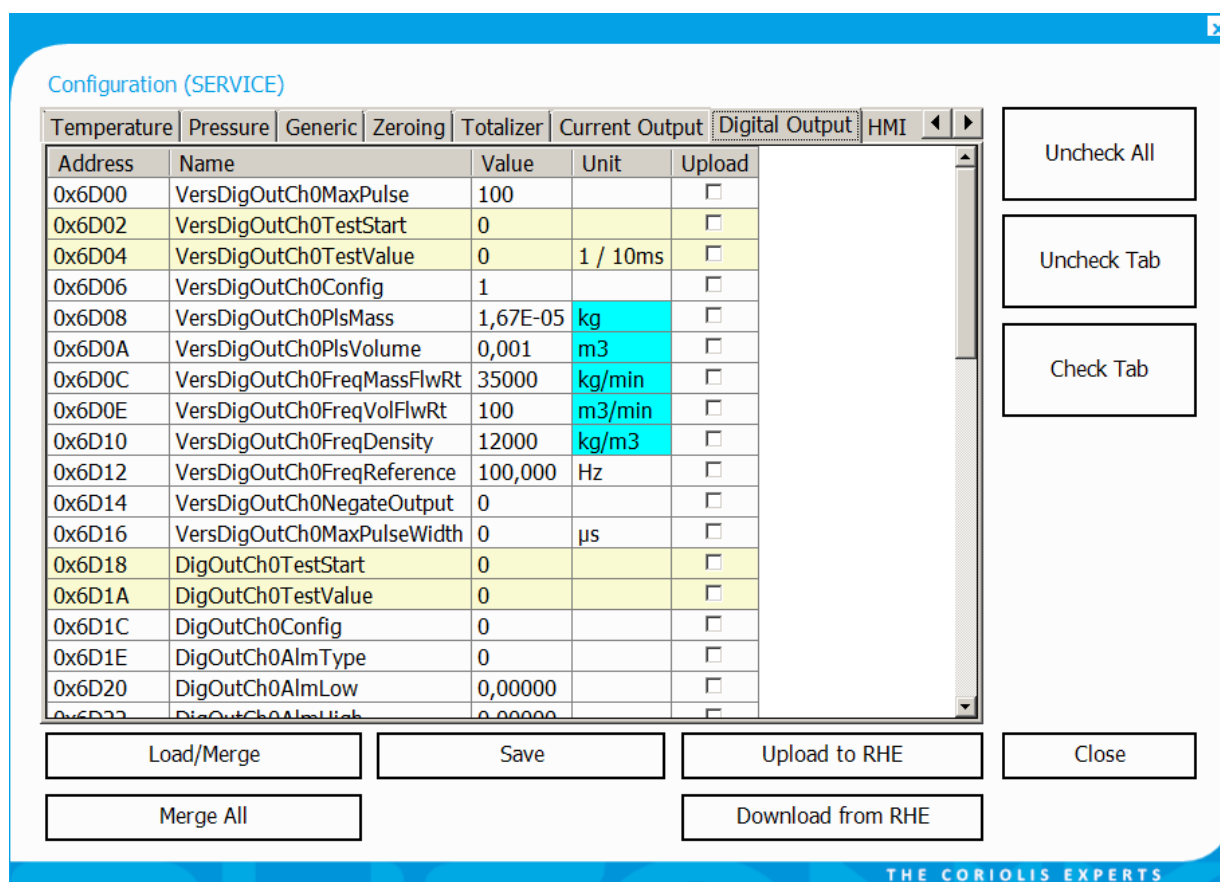 x
Configuration (SERVICE)
Temperature Pressure Generic Zeroing Totalizer Current Output Digital Output HMI
Address Name Value Unit Upload
0x6D00 VersDigOutCh0MaxPulse 100
0x6D02 VersDigOutCh0TestStart 0
0x6D04 VersDigOutCh0TestValue 0 1 / 10ms
0x6D06 VersDigOutCh0Config 1
0x6D08 VersDigOutCh0PlsMass 1,67E-05 kg
0x6D0A VersDigOutCh0PlsVolume 0,001 m3
0x6D0C VersDigOutCh0FreqMassFlwRt 35000 kg/min
0x6D0E VersDigOutCh0FreqVolFlwRt 100 m3/min
0x6D10 VersDigOutCh0FreqDensity 12000 kg/m3
0x6D12 VersDigOutCh0FreqReference 100,000 Hz
0x6D14 VersDigOutCh0NegateOutput 0
0x6D16 VersDigOutCh0MaxPulseWidth 0 µs
0x6D18 DigOutCh0TestStart 0
0x6D1A DigOutCh0TestValue 0
0x6D1C DigOutCh0Config 0
0x6D1E DigOutCh0AlmType 0
0x6D20 DigOutCh0AlmLow 0,00000
0x6D22 DigOutCh0AlmHigh 0,00000
Uncheck All
Uncheck Tab
Check Tab
Load/Merge Save Upload to RHE Close
Merge All Download from RHE
THE CORIOLIS EXPERTS